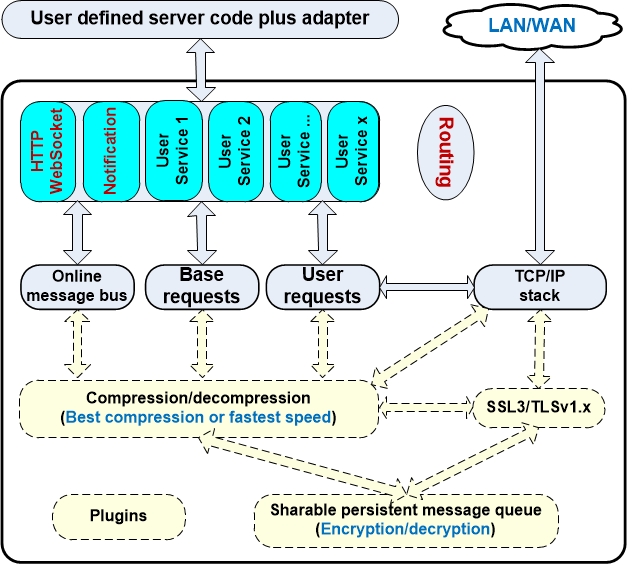 User defined server code plus adapter
LAN/WAN
HTTP
WebSocket
Notification
User
Service 1
User
Service 2
User
Service ...
User
Service x
Routing
Online
message bus
Base
requests
User
requests
TCP/IP
stack
Compression/decompression
(Best compression or fastest speed)
SSL3/TLSv1.x
Plugins
Sharable persistent message queue
(Encryption/decryption)